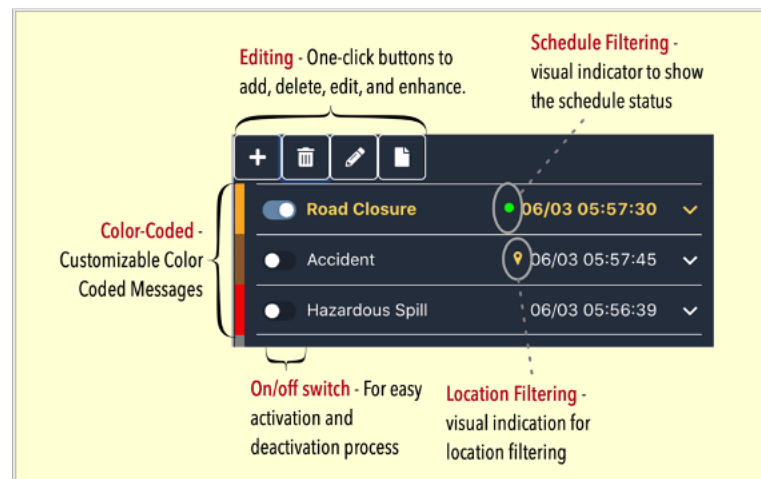 Editing - One-click buttons to
add, delete, edit, and enhance.
Schedule Filtering -
visual indicator to show
the schedule status
Color-Coded -
Customizable Color
Coded Messages
Road Closure 06/03 05:57:30
Accident 06/03 05:57:45
Hazardous Spill 06/03 05:56:39
On/off switch - For easy
activation and
deactivation process
Location Filtering -
visual indication for
location filtering